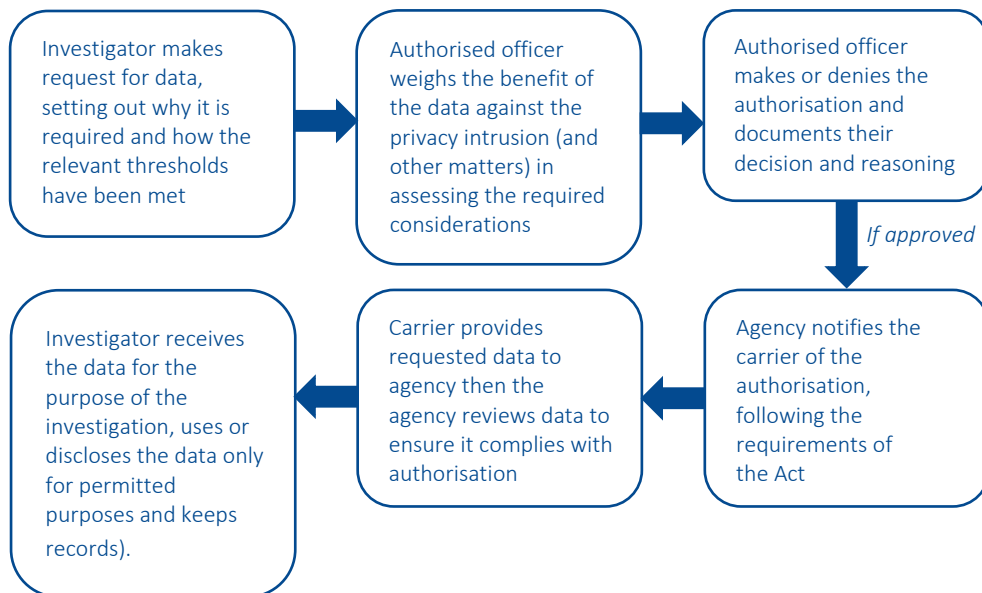 Investigator makes
request for data,
setting out why it is
required and how the
relevant thresholds
have been met
Authorised officer
weighs the benefit of
the data against the
privacy intrusion (and
other matters) in
assessing the required
considerations
Authorised officer
makes or denies the
authorisation and
documents their
decision and reasoning
If approved
Agency notifies the
carrier of the
authorisation,
following the
requirements of
the Act
Carrier provides
requested data to
agency then the
agency reviews data to
ensure it complies with
authorisation
Investigator receives
the data for the
purpose of the
investigation, uses or
discloses the data only
for permitted
purposes and keeps
records).